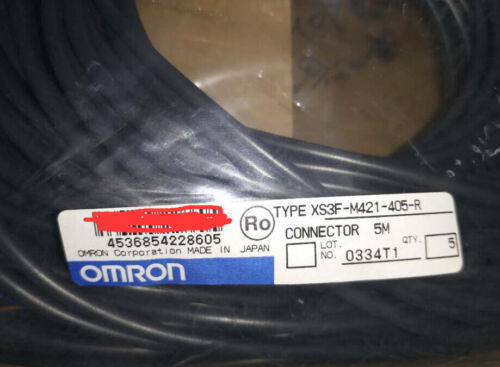 4536854228605
OMRON Corporation MADE IN JAPAN
OMRON
Ro
TYPE XS3F-M421-405-R
CONNECTOR 5M
LOT. NO. 0334T1 QTY. 5